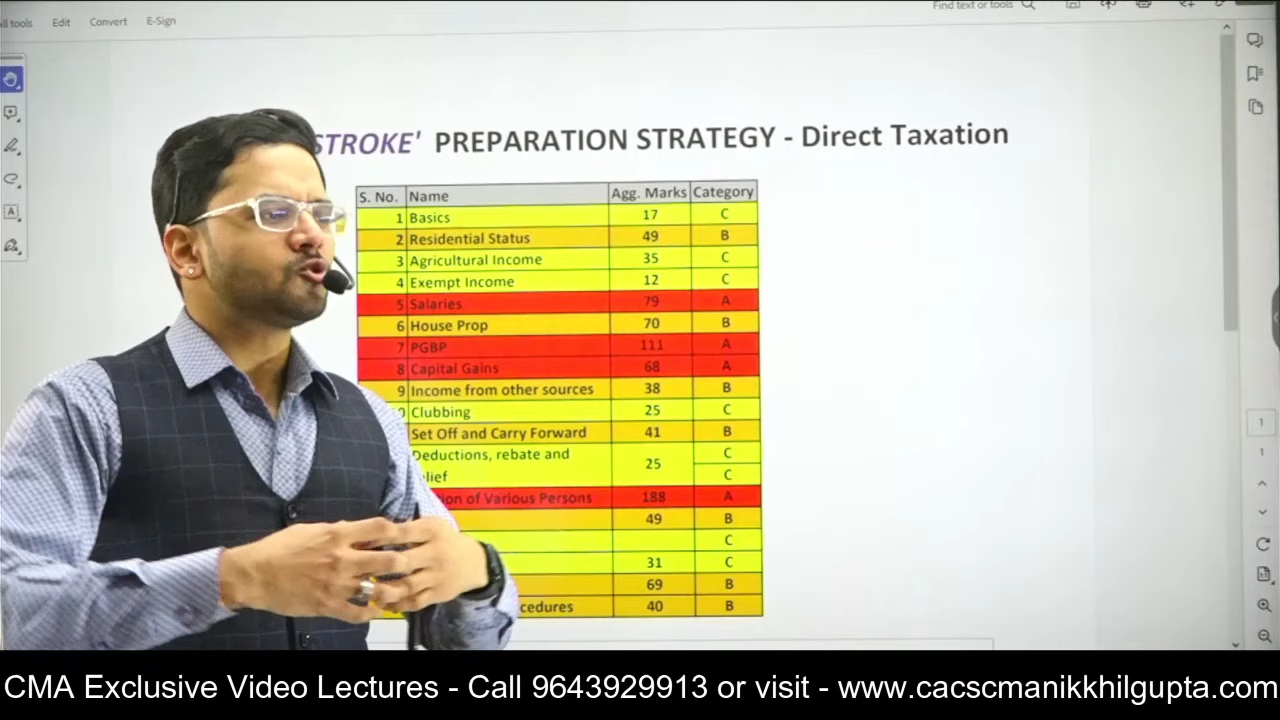 ll tools Edit Convert E-Sign
Find text or tools
STROKE' PREPARATION STRATEGY - Direct Taxation
S. No. Name Agg. Marks Category
1 Basics 17 C
2 Residential Status 49 B
3 Agricultural Income 35 C
4 Exempt Income 12 C
5 Salaries 79 A
6 House Prop 70 B
7 PGBP 111 A
8 Capital Gains 68 A
9 Income from other sources 38 B
0 Clubbing 25 C
Set Off and Carry Forward 41 B
Deductions, rebate and C
elief 25 C
ion of Various Persons 188 A
49 B
C
31 C
69 B
cedures 40 B
1
1
CMA Exclusive Video Lectures - Call 9643929913 or visit - www.cacscmanikkhilgupta.com